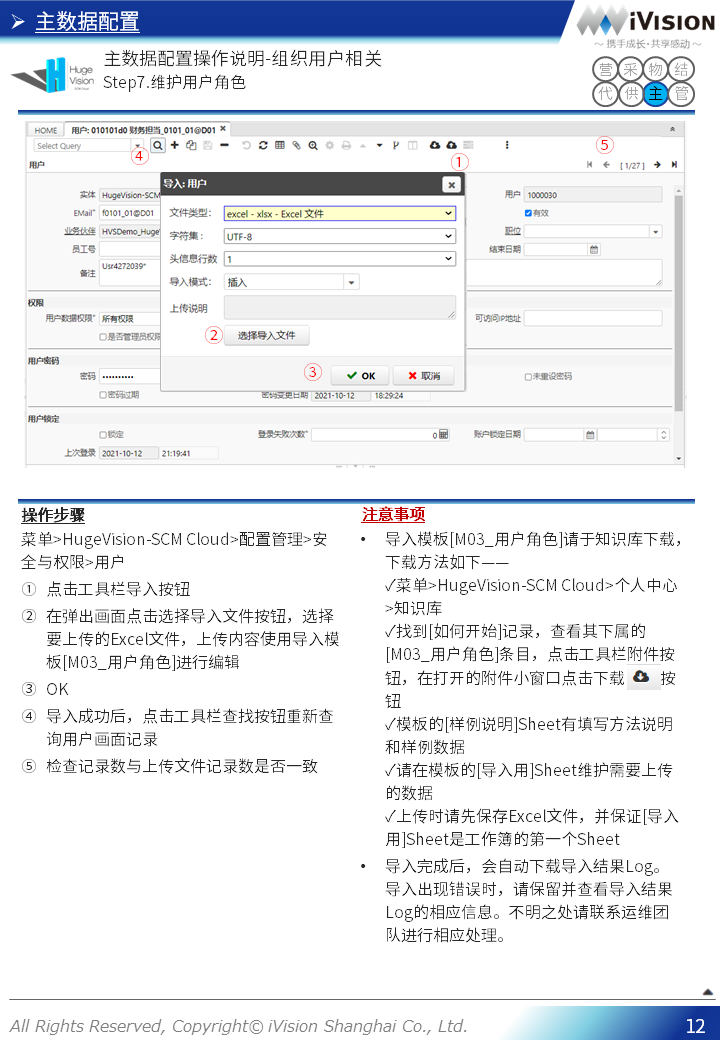 ➢ 主数据配置
iVision
～ 携手成长·共享感动 ～
主数据配置操作说明-组织用户相关
Step7.维护用户角色
Huge
Vision
营 采 物 结
代 供 主 管
HOME 用户: 010101d0 财务担当_0101_01@D01 ×
Select Query
④ ① ⑤
[ 1/27 ]
用户
导入: 用户
实体 HugeVision-SCM
用户 1000030
EMail* f0101_01@D01
有效
业务伙伴 HVSDemo_Huge
职位
员工号
结束日期
备注 Usr4272039*
文件类型: excel - xlsx - Excel 文件
字符集: UTF-8
头信息行数 1
导入模式: 插入
上传说明
② 选择导入文件
③ OK 取消
权限
用户数据权限* 所有权限
可访问IP地址
是否管理员权限
用户密码
密码 ••••••••••
未重设密码
密码过期
密码变更日期 2021-10-12 18:29:24
用户锁定
锁定
登录失败次数* 0
账户锁定日期
上次登录 2021-10-12 21:19:41
操作步骤
菜单>HugeVision-SCM Cloud>配置管理>安
全与权限>用户
① 点击工具栏导入按钮
② 在弹出画面点击选择导入文件按钮，选择
要上传的Excel文件，上传内容使用导入模
板[M03_用户角色]进行编辑
③ OK
④ 导入成功后，点击工具栏查找按钮重新查
询用户画面记录
⑤ 检查记录数与上传文件记录数是否一致
注意事项
• 导入模板[M03_用户角色]请于知识库下载，
下载方法如下——
✓菜单>HugeVision-SCM Cloud>个人中心
>知识库
✓找到[如何开始]记录，查看其下属的
[M03_用户角色]条目，点击工具栏附件按
钮，在打开的附件小窗口点击下载 按
钮
✓模板的[样例说明]Sheet有填写方法说明
和样例数据
✓请在模板的[导入用]Sheet维护需要上传
的数据
✓上传时请先保存Excel文件，并保证[导入
用]Sheet是工作簿的第一个Sheet
• 导入完成后，会自动下载导入结果Log。
导入出现错误时，请保留并查看导入结果
Log的相应信息。不明之处请联系运维团
队进行相应处理。
All Rights Reserved, Copyright© iVision Shanghai Co., Ltd.
12